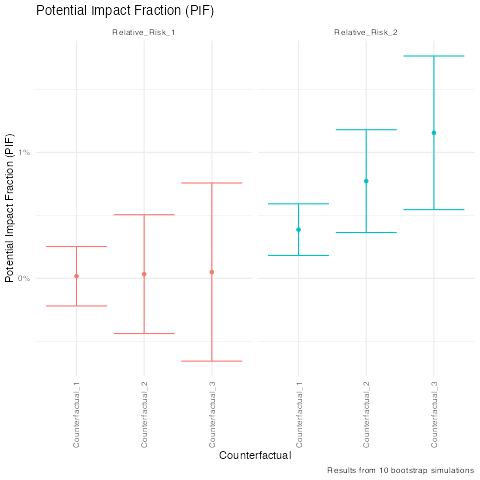 Potential Impact Fraction (PIF)
Relative_Risk_1
Relative_Risk_2
Potential Impact Fraction (PIF)
1%
0%
Counterfactual_1
Counterfactual_2
Counterfactual_3
Counterfactual_1
Counterfactual_2
Counterfactual_3
Counterfactual
Results from 10 bootstrap simulations